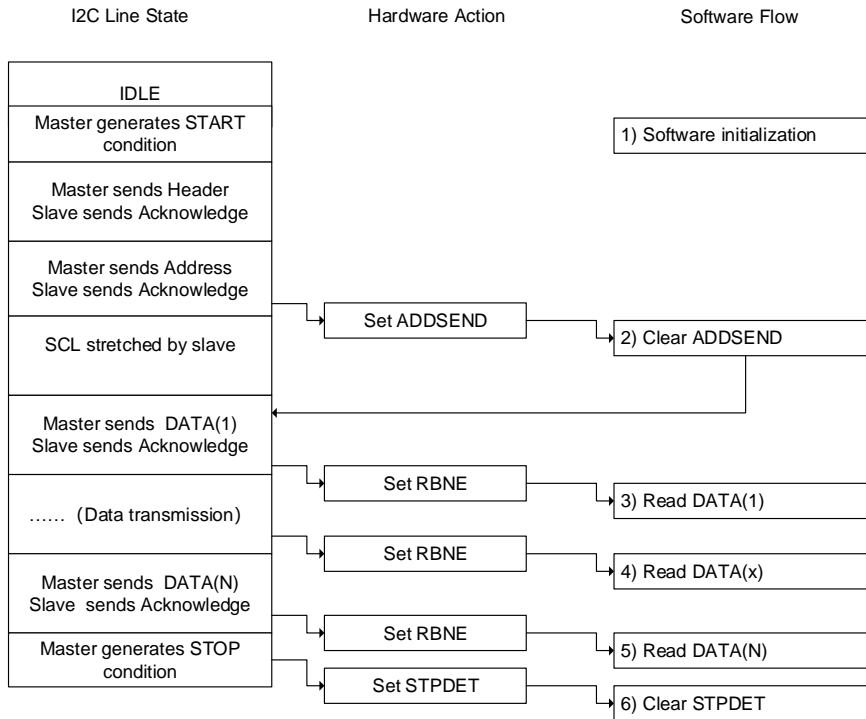 I2C Line State
Hardware Action
Software Flow
IDLE
Master generates START
condition
1) Software initialization
Master sends Header
Slave sends Acknowledge
Master sends Address
Slave sends Acknowledge
Set ADDSEND
2) Clear ADDSEND
SCL stretched by slave
Master sends DATA(1)
Slave sends Acknowledge
Set RBNE
3) Read DATA(1)
…… (Data transmission)
Set RBNE
4) Read DATA(x)
Master sends DATA(N)
Slave sends Acknowledge
Set RBNE
5) Read DATA(N)
Master generates STOP
condition
Set STPDET
6) Clear STPDET